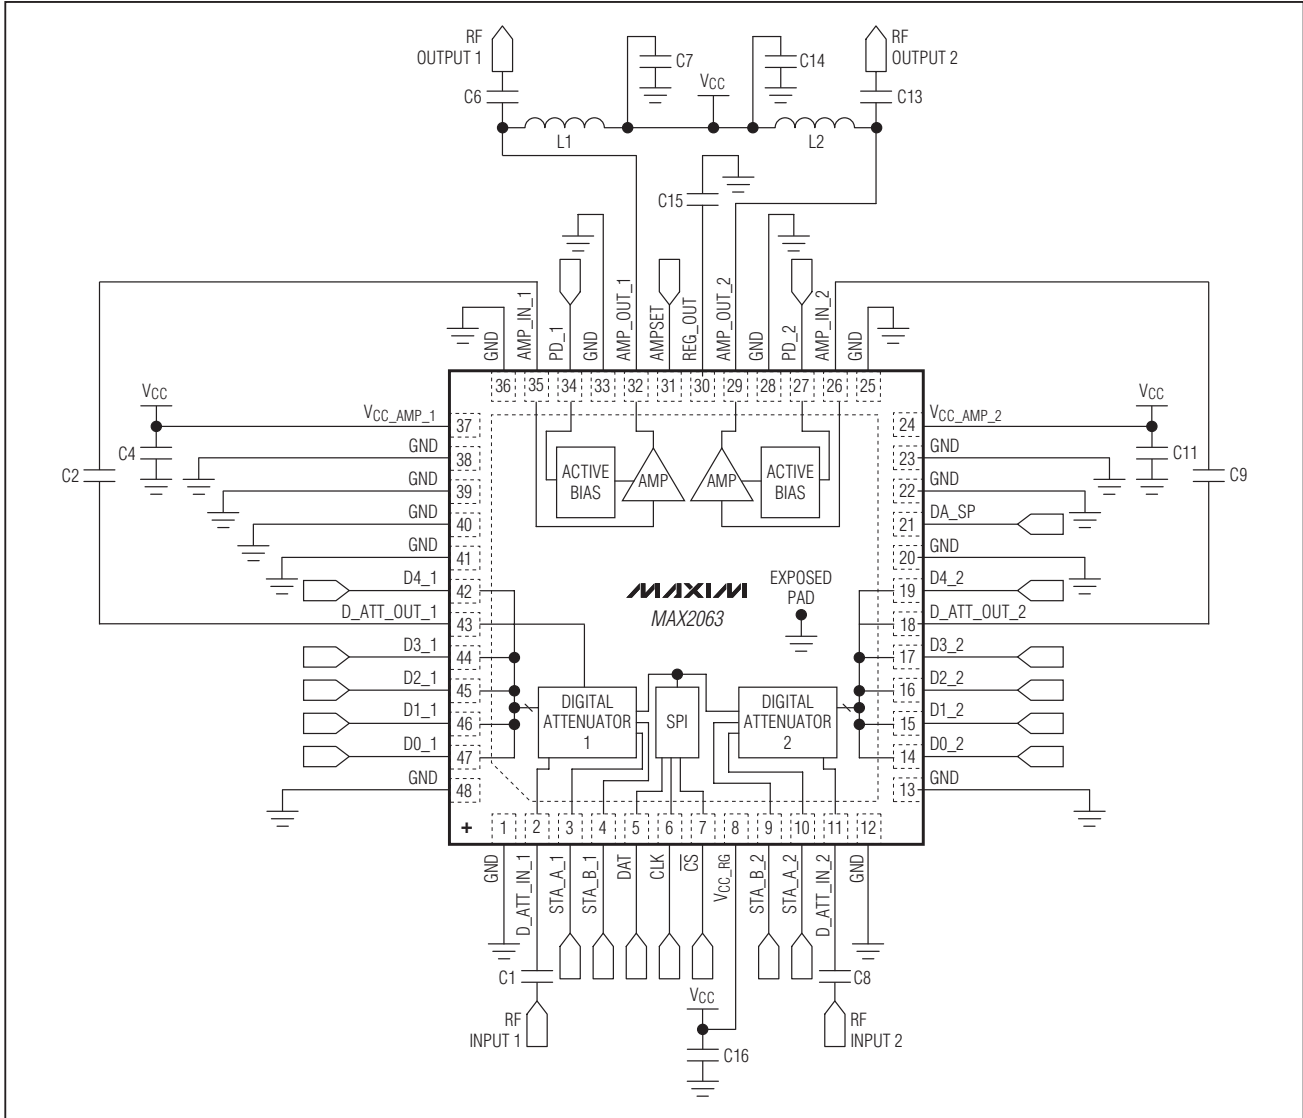 RF
OUTPUT 1
C6
C7
VCC
C14
RF
OUTPUT 2
C13
L1
L2
C15
GND
AMP_IN_1
PD_1
GND
AMP_OUT_1
AMPSET
REG_OUT
AMP_OUT_2
GND
PD_2
AMP_IN_2
GND
36
35
34
33
32
31
30
29
28
27
26
25
VCC
C4
C2
VCC
C11
C9
VCC_AMP_1
37
GND
38
GND
39
GND
40
GND
41
D4_1
42
D_ATT_OUT_1
43
D3_1
44
D2_1
45
D1_1
46
D0_1
47
GND
48
24
VCC_AMP_2
23
GND
22
GND
21
DA_SP
20
GND
19
D4_2
18
D_ATT_OUT_2
17
D3_2
16
D2_2
15
D1_2
14
D0_2
13
GND
ACTIVE
BIAS
AMP
AMP
ACTIVE
BIAS
MAXIM
MAX2063
EXPOSED
PAD
DIGITAL
ATTENUATOR
1
SPI
DIGITAL
ATTENUATOR
2
+
1
2
3
4
5
6
7
8
9
10
11
12
GND
D_ATT_IN_1
STA_A_1
STA_B_1
DAT
CLK
CS
VCC_RG
STA_B_2
STA_A_2
D_ATT_IN_2
GND
C1
RF
INPUT 1
VCC
C16
C8
RF
INPUT 2